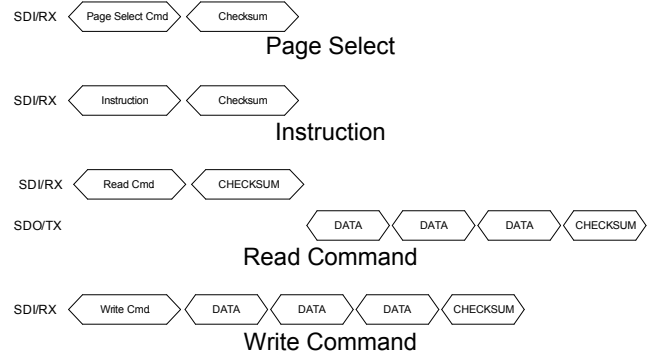 SDI/RX Page Select Cmd Checksum
Page Select
SDI/RX Instruction Checksum
Instruction
SDI/RX Read Cmd CHECKSUM
SDO/TX DATA DATA DATA CHECKSUM
Read Command
SDI/RX Write Cmd DATA DATA DATA CHECKSUM
Write Command